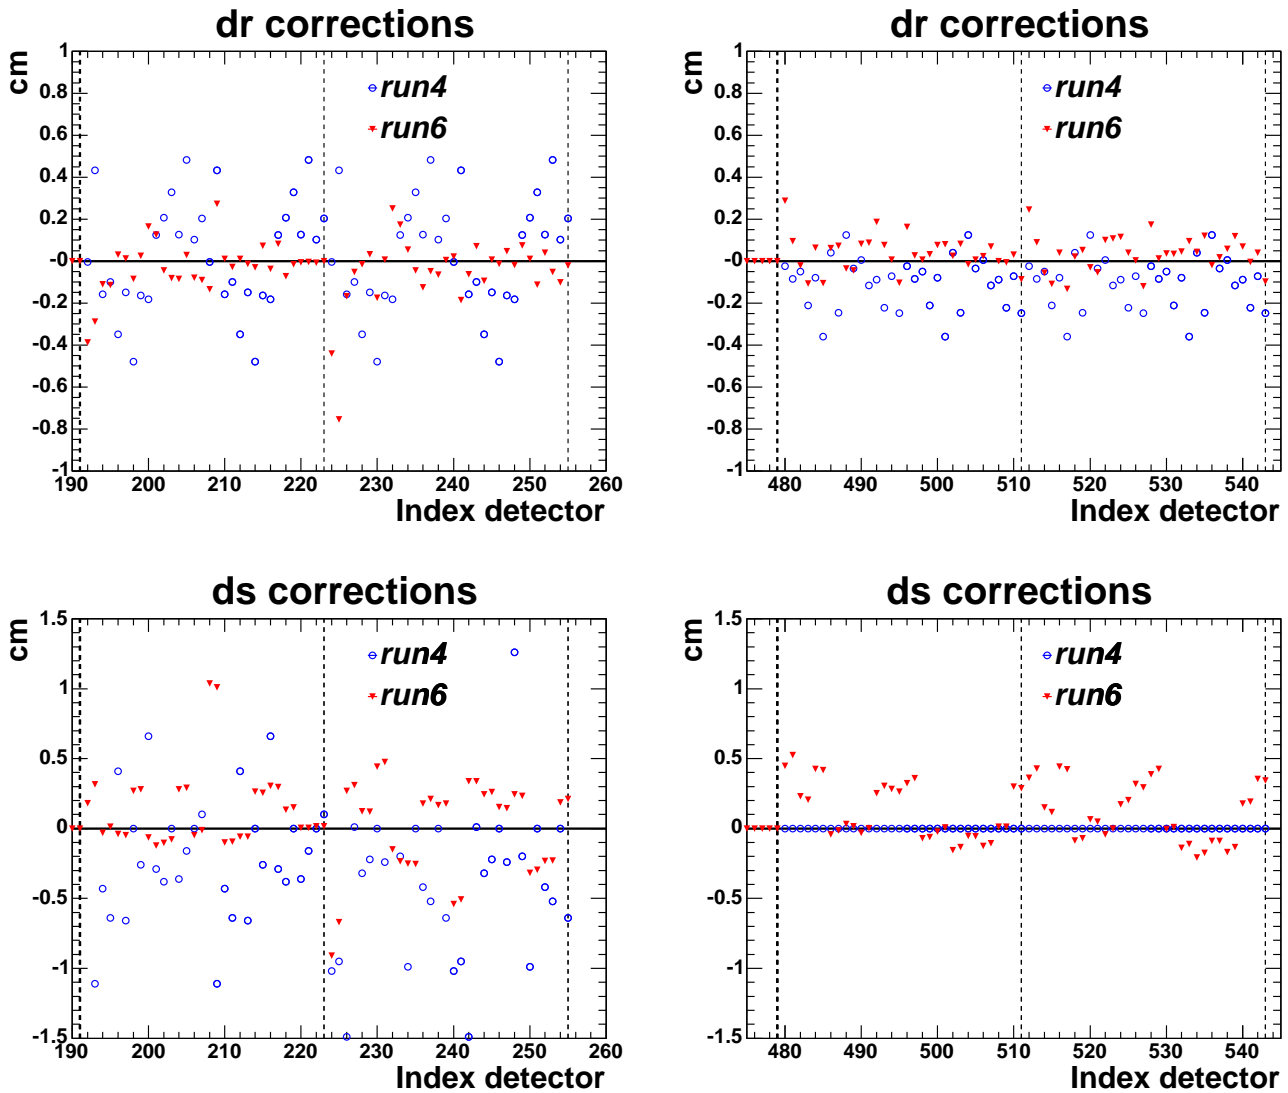 dr corrections
cm
1
0.8
0.6
0.4
0.2
-0
-0.2
-0.4
-0.6
-0.8
-1
run4
run6
190 200 210 220 230 240 250 260
Index detector
dr corrections
cm
1
0.8
0.6
0.4
0.2
-0
-0.2
-0.4
-0.6
-0.8
-1
run4
run6
480 490 500 510 520 530 540
Index detector
ds corrections
cm
1.5
1
0.5
0
-0.5
-1
-1.5
run4
run6
190 200 210 220 230 240 250 260
Index detector
ds corrections
cm
1.5
1
0.5
0
-0.5
-1
-1.5
run4
run6
480 490 500 510 520 530 540
Index detector